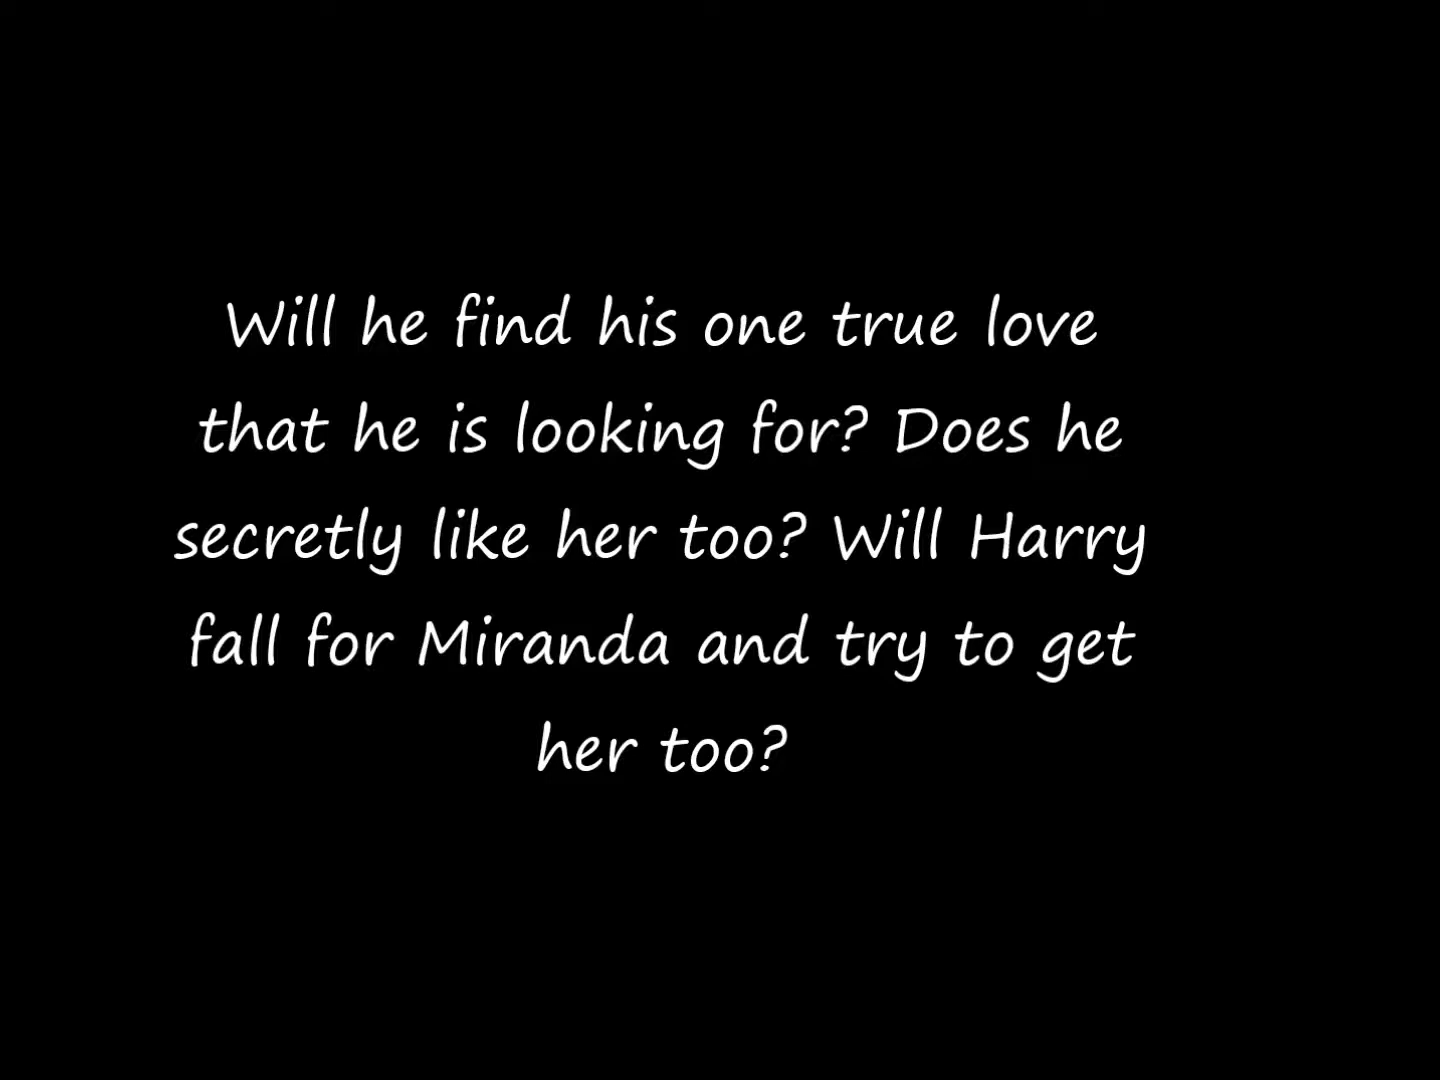 Will he find his one true love
that he is looking for? Does he
secretly like her too? Will Harry
fall for Miranda and try to get
her too?